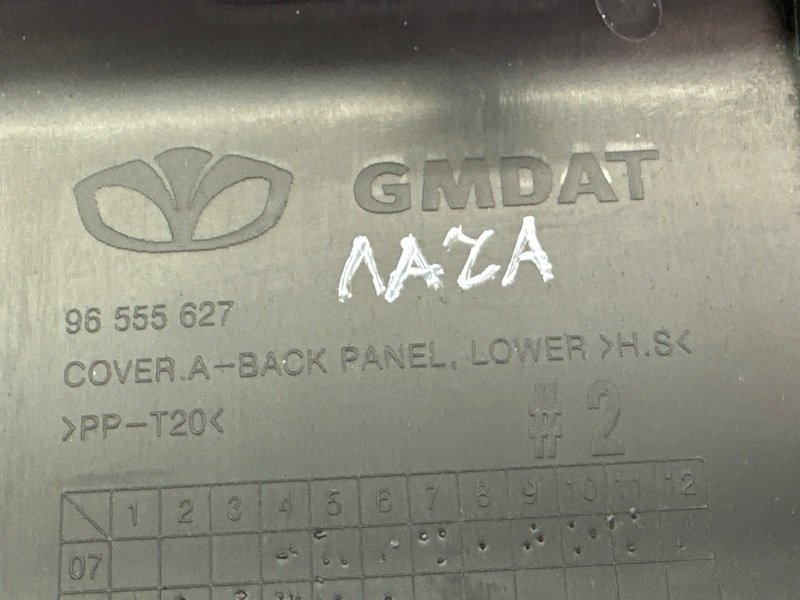 GMDAT
ЛАЧА
96 555 627
COVER.A-BACK PANEL, LOWER >H.S<
>PP-T20<
#2
1 2 3 4 5 6 7 8 9 10 11 12
07